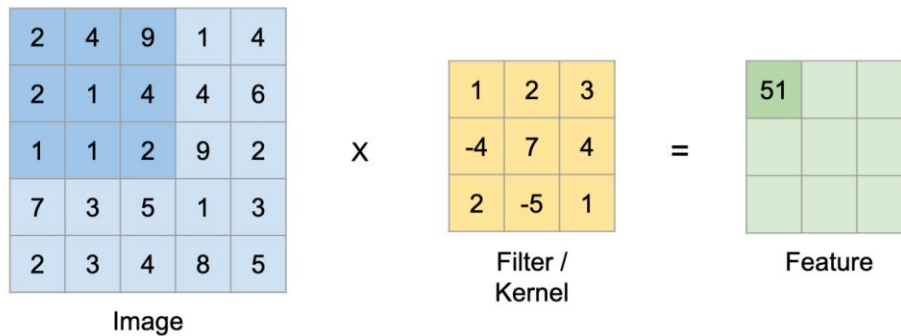 2 4 9 1 4
2 1 4 4 6
1 1 2 9 2
7 3 5 1 3
2 3 4 8 5
Image
X
1 2 3
-4 7 4
2 -5 1
Filter /
Kernel
=
51
Feature